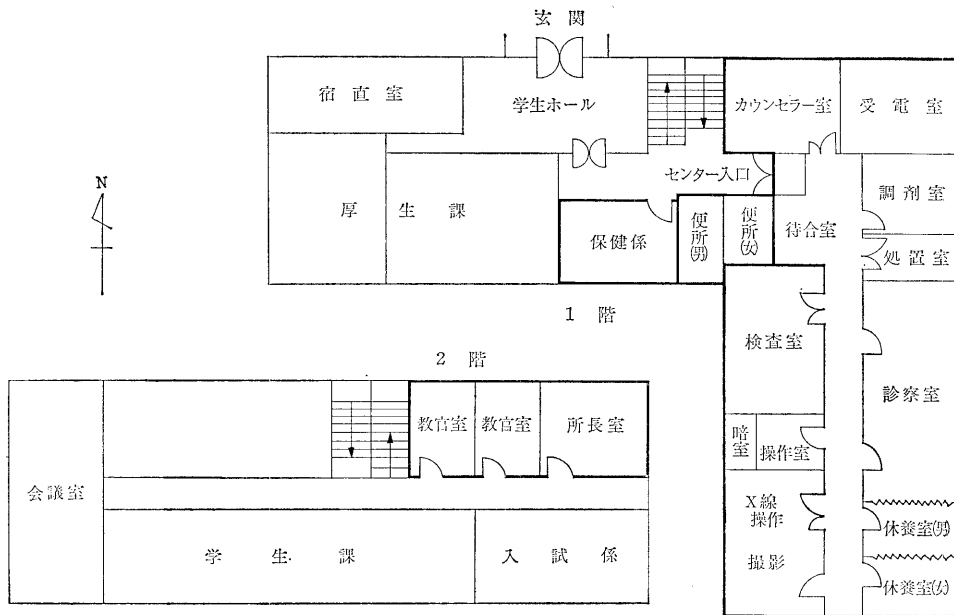 玄関
宿直室
学生ホール
カウンセラー室
受電室
N
センター入口
調剤室
厚生課
保健係
便所(男)
便所(女)
待合室
処置室
1階
検査室
診察室
2階
教官室
教官室
所長室
暗室
操作室
会議室
X線
操作
撮影
休養室(男)
学生課
入試係
休養室(女)